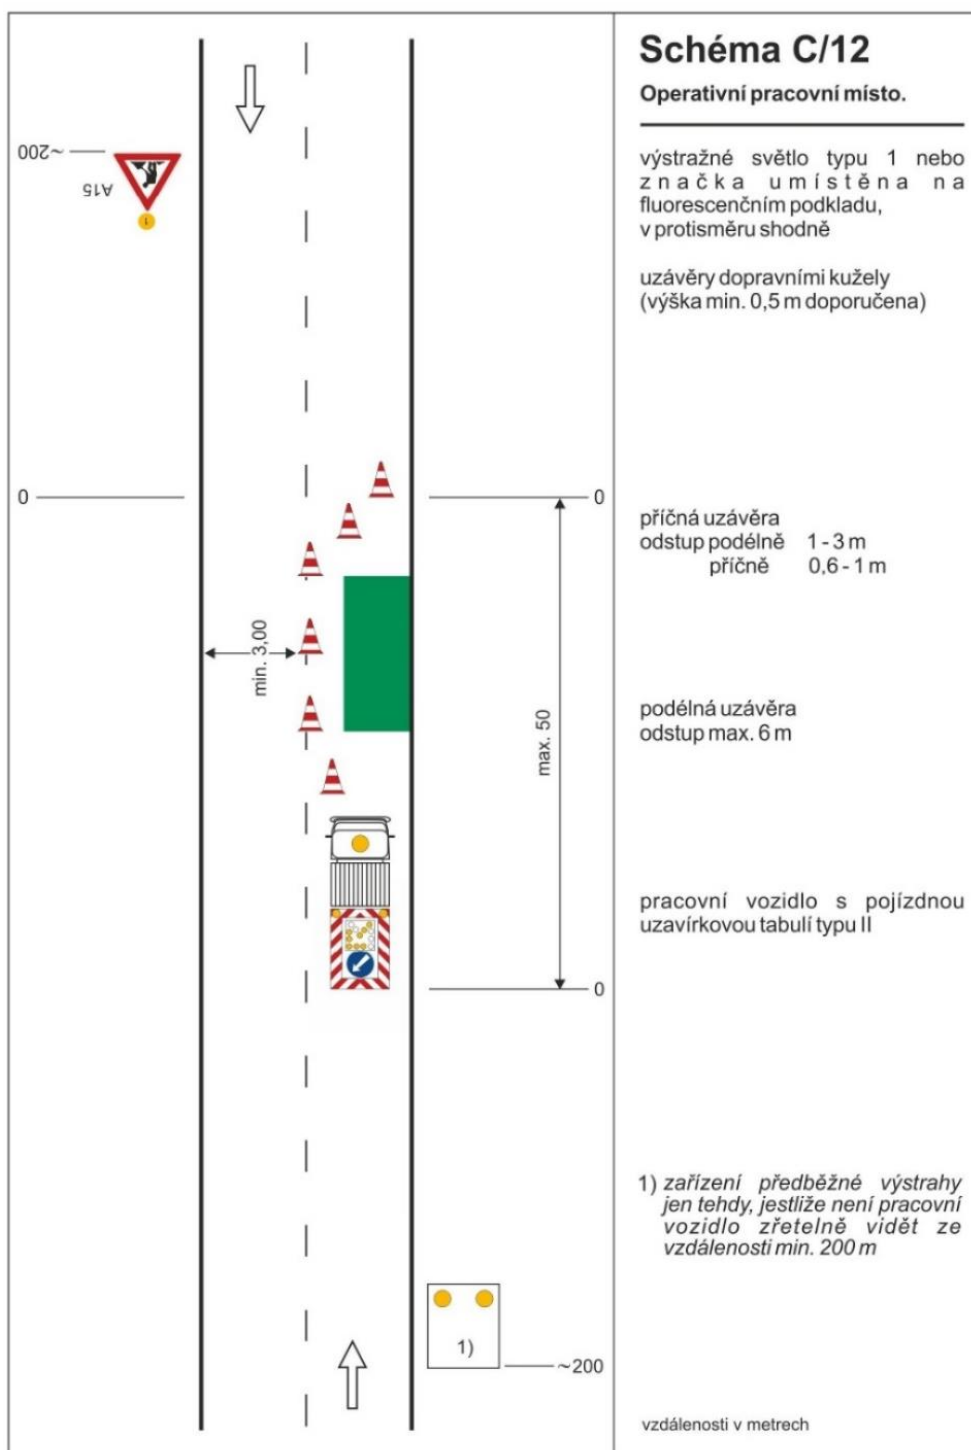 Schéma C/12
Operativní pracovní místo.
výstražné světlo typu 1 nebo
značka umístěna na
fluorescenčním podkladu,
v protisměru shodně
uzávěry dopravními kužely
(výška min. 0,5 m doporučena)
~200
A15
1
0
0
příčná uzávěra
odstup podélně 1 - 3 m
příčně 0,6 - 1 m
min. 3,00
max. 50
podélná uzávěra
odstup max. 6 m
pracovní vozidlo s pojízdnou
uzavírkovou tabulí typu II
0
1) zařízení předběžné výstrahy
jen tehdy, jestliže není pracovní
vozidlo zřetelně vidět ze
vzdálenosti min. 200 m
1)
~200
vzdálenosti v metrech